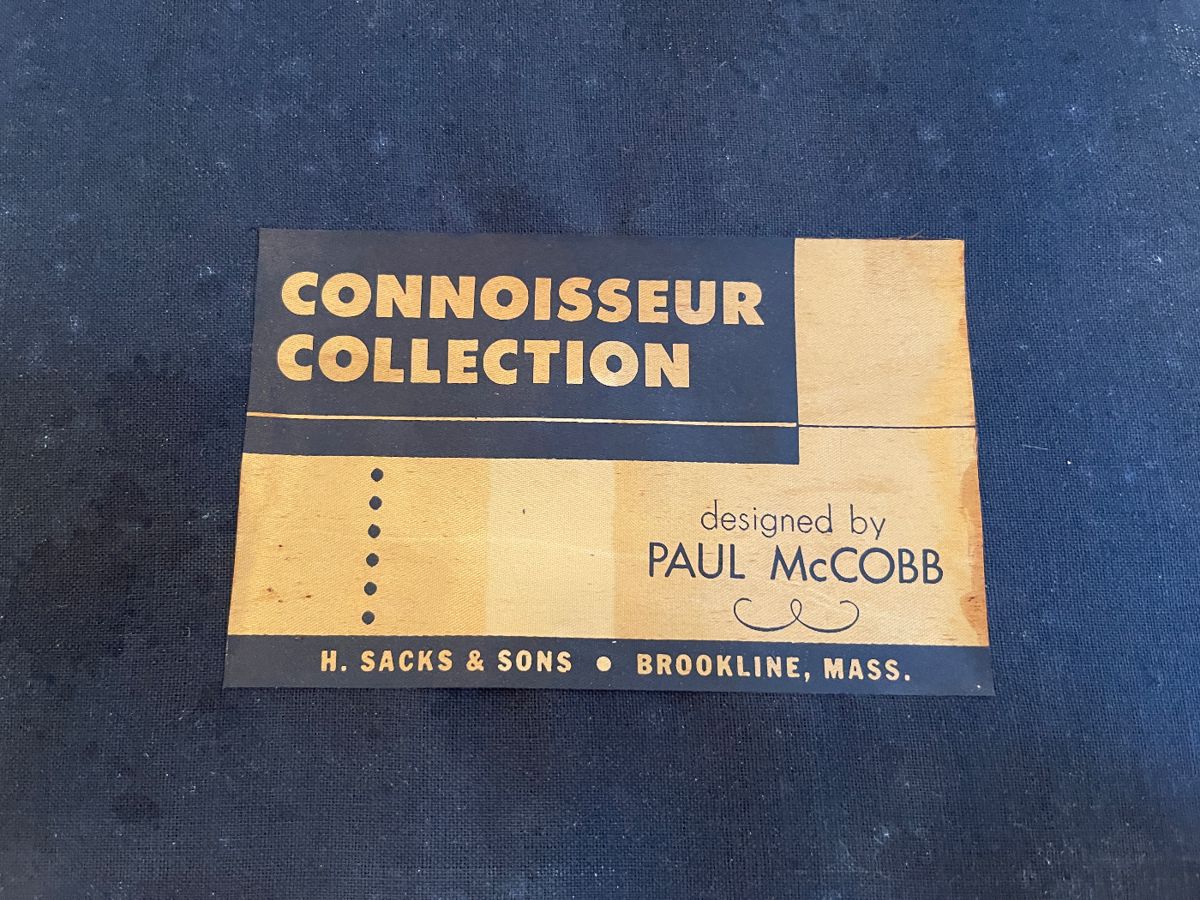 CONNOISSEUR
COLLECTION
designed by
PAUL McCOBB
H. SACKS & SONS • BROOKLINE, MASS.